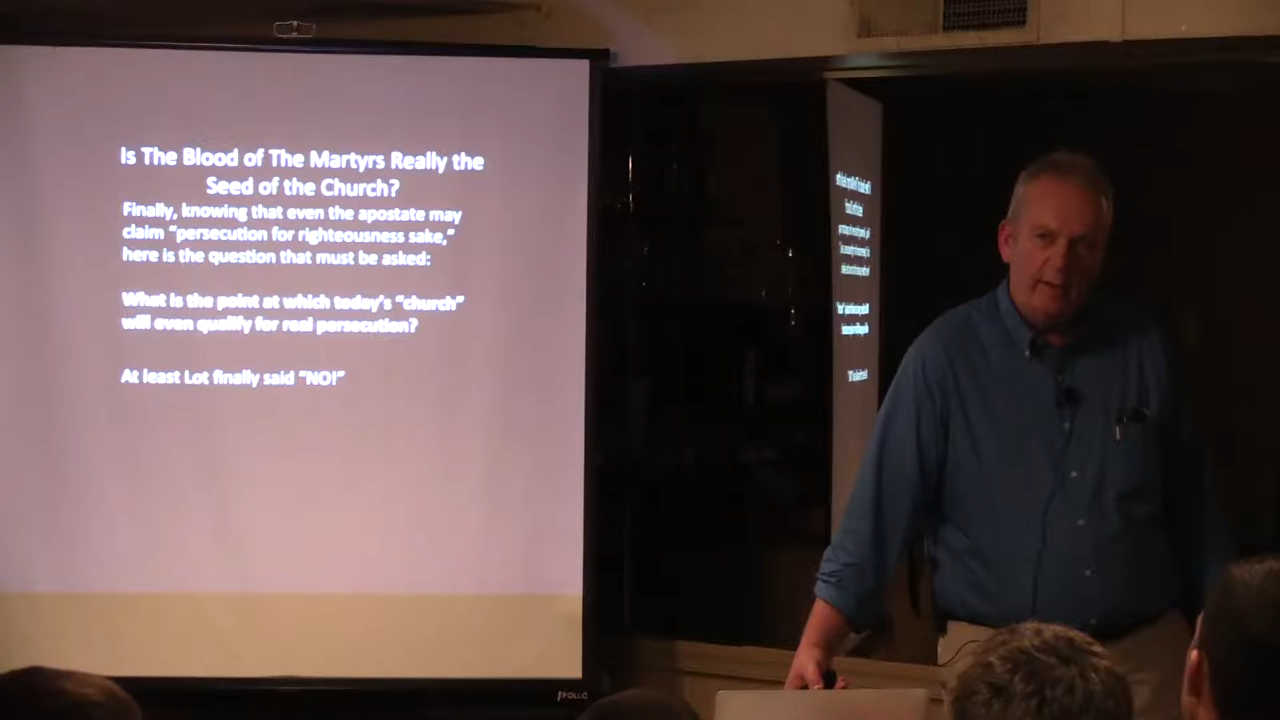 Is The Blood of The Martyrs Really the
Seed of the Church?
Finally, knowing that even the apostate may
claim “persecution for righteousness sake,”
here is the question that must be asked:
What is the point at which today’s “church”
will even qualify for real persecution?
At least Lot finally said “NO!”
APOLLO